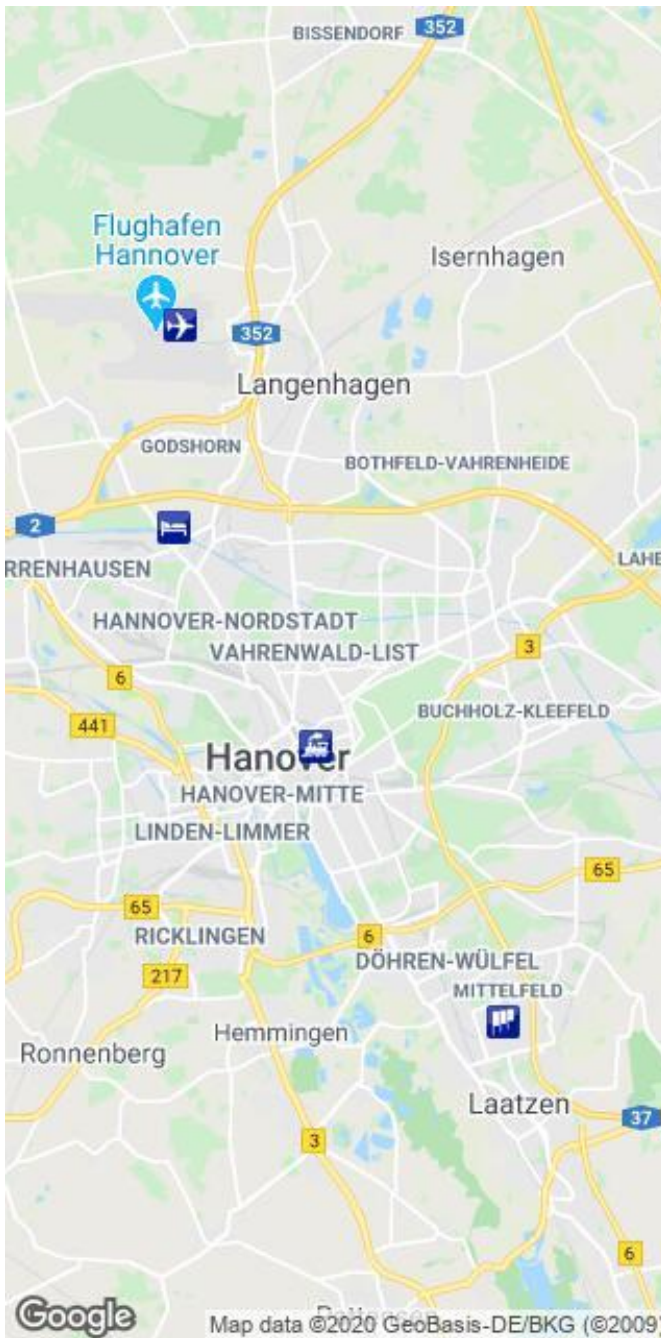 BISSENDORF
352
Flughafen
Hannover
Isernhagen
352
Langenhagen
GODSHORN
BOTHFELD-VAHRENHEIDE
2
RRENHAUSEN
LAHE
HANNOVER-NORDSTADT
3
VAHRENWALD-LIST
6
BUCHHOLZ-KLEEFELD
441
Hanover
HANOVER-MITTE
LINDEN-LIMMER
65
65
RICKLINGEN
6
DÖHREN-WÜLFEL
217
MITTELFELD
Hemmingen
Ronnenberg
Laatzen
37
3
6
Google
Map data ©2020 GeoBasis-DE/BKG (©2009